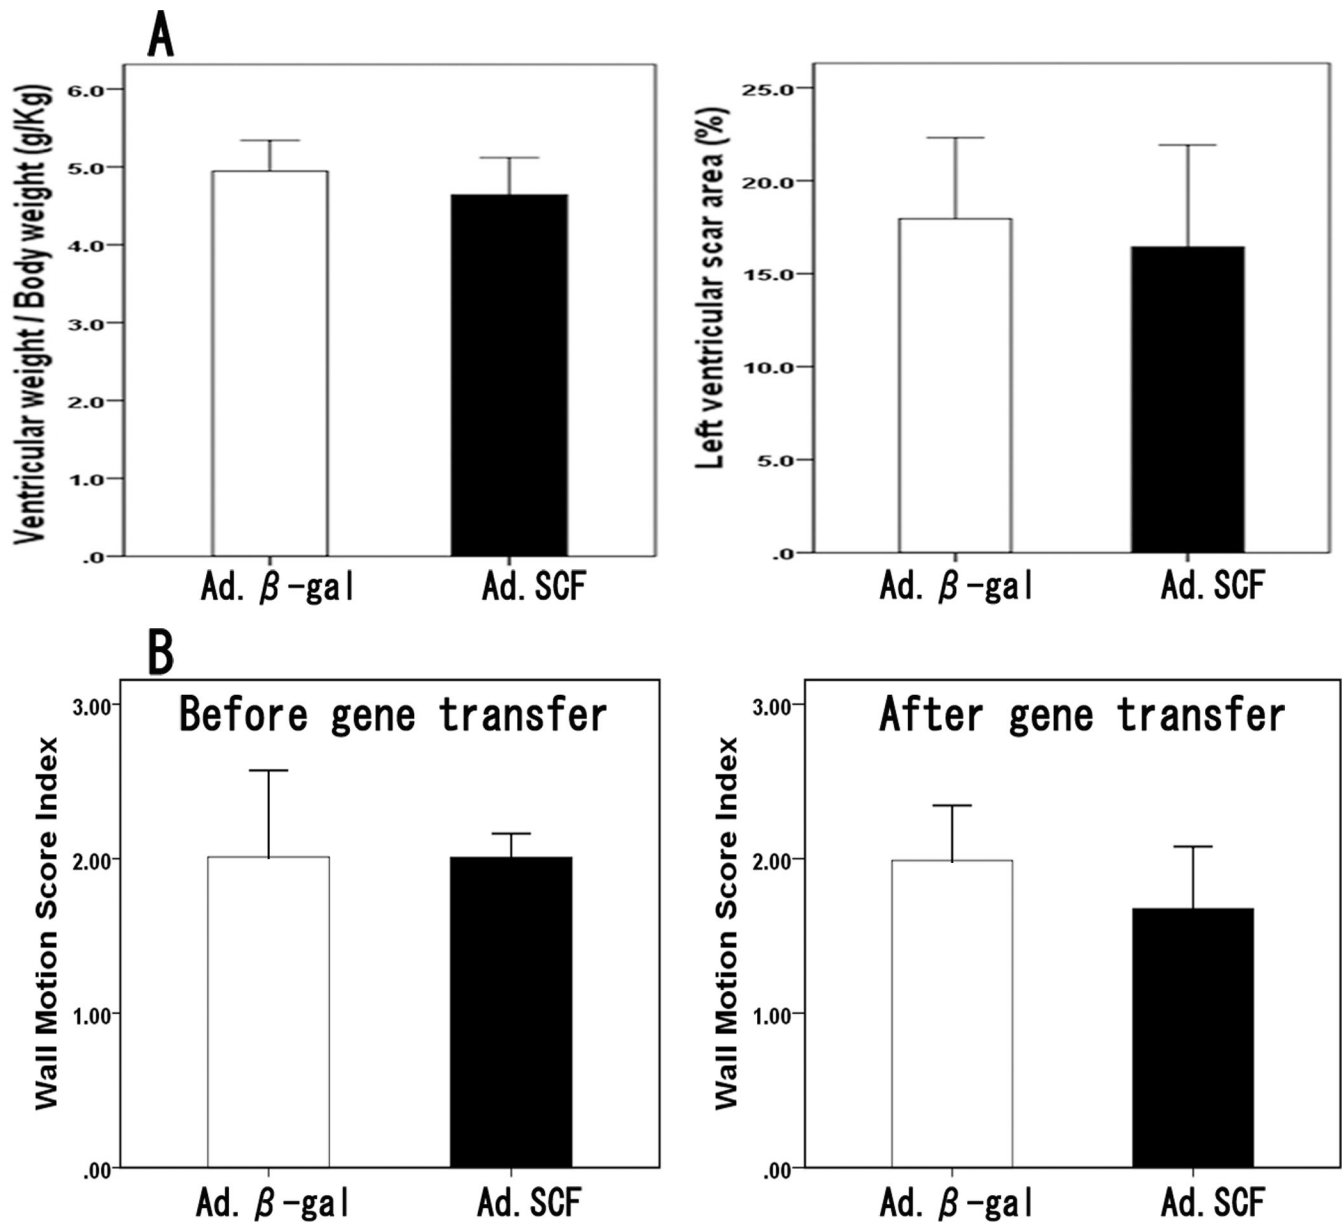 A
Ventricular weight / Body weight (g/Kg)
6.0
5.0
4.0
3.0
2.0
1.0
.0
Ad. β-gal
Ad. SCF
Left ventricular scar area (%)
25.0
20.0
15.0
10.0
5.0
.0
Ad. β-gal
Ad. SCF
B
Before gene transfer
Wall Motion Score Index
3.00
2.00
1.00
.00
Ad. β-gal
Ad. SCF
After gene transfer
Wall Motion Score Index
3.00
2.00
1.00
.00
Ad. β-gal
Ad. SCF